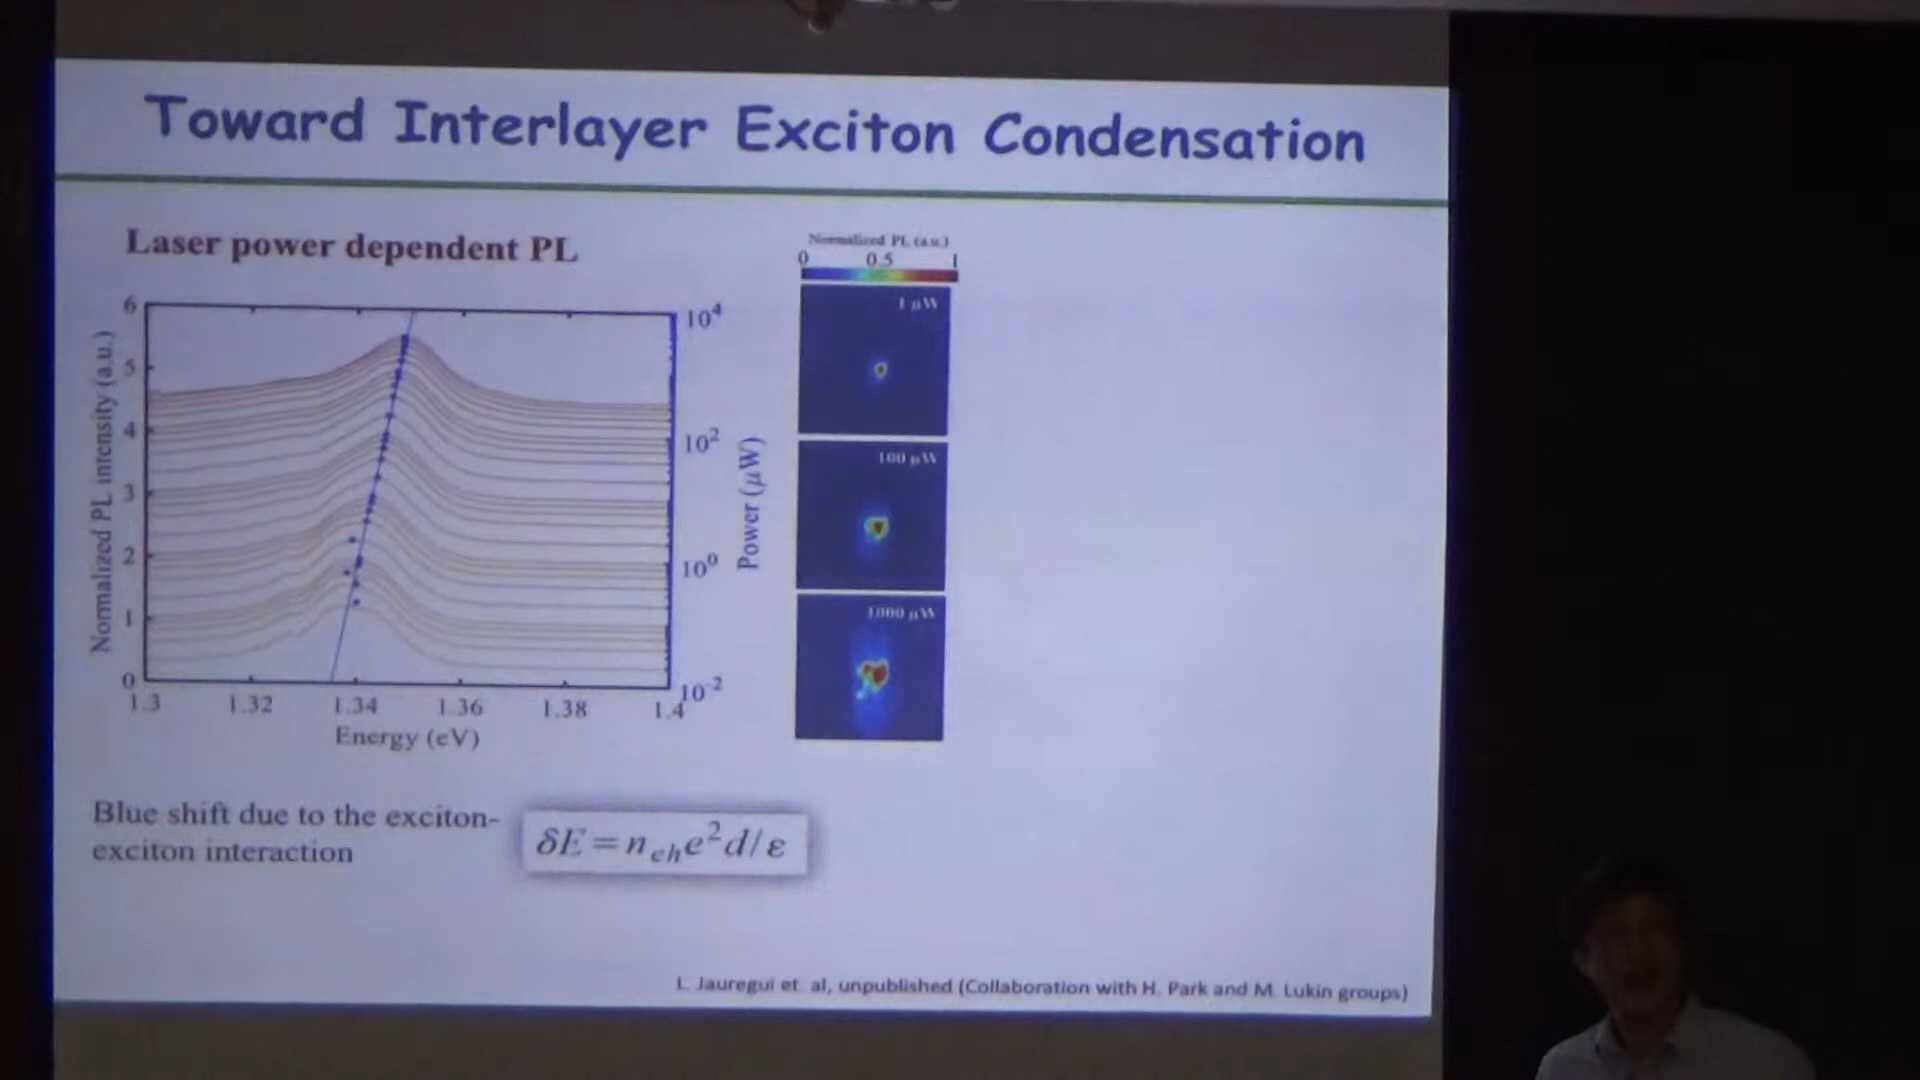 Toward Interlayer Exciton Condensation
Laser power dependent PL
Normalized PL intensity (a.u.)
6
5
4
3
2
1
0
1.3 1.32 1.34 1.36 1.38 1.4
Energy (eV)
10⁴
10²
10⁰
10⁻²
Power (μW)
Normalized PL (a.u.)
0 0.5 1
1 μW
100 μW
1000 μW
Blue shift due to the exciton-
exciton interaction
δE = nₑₕe²d/ε
L. Jauregui et. al, unpublished (Collaboration with H. Park and M. Lukin groups)